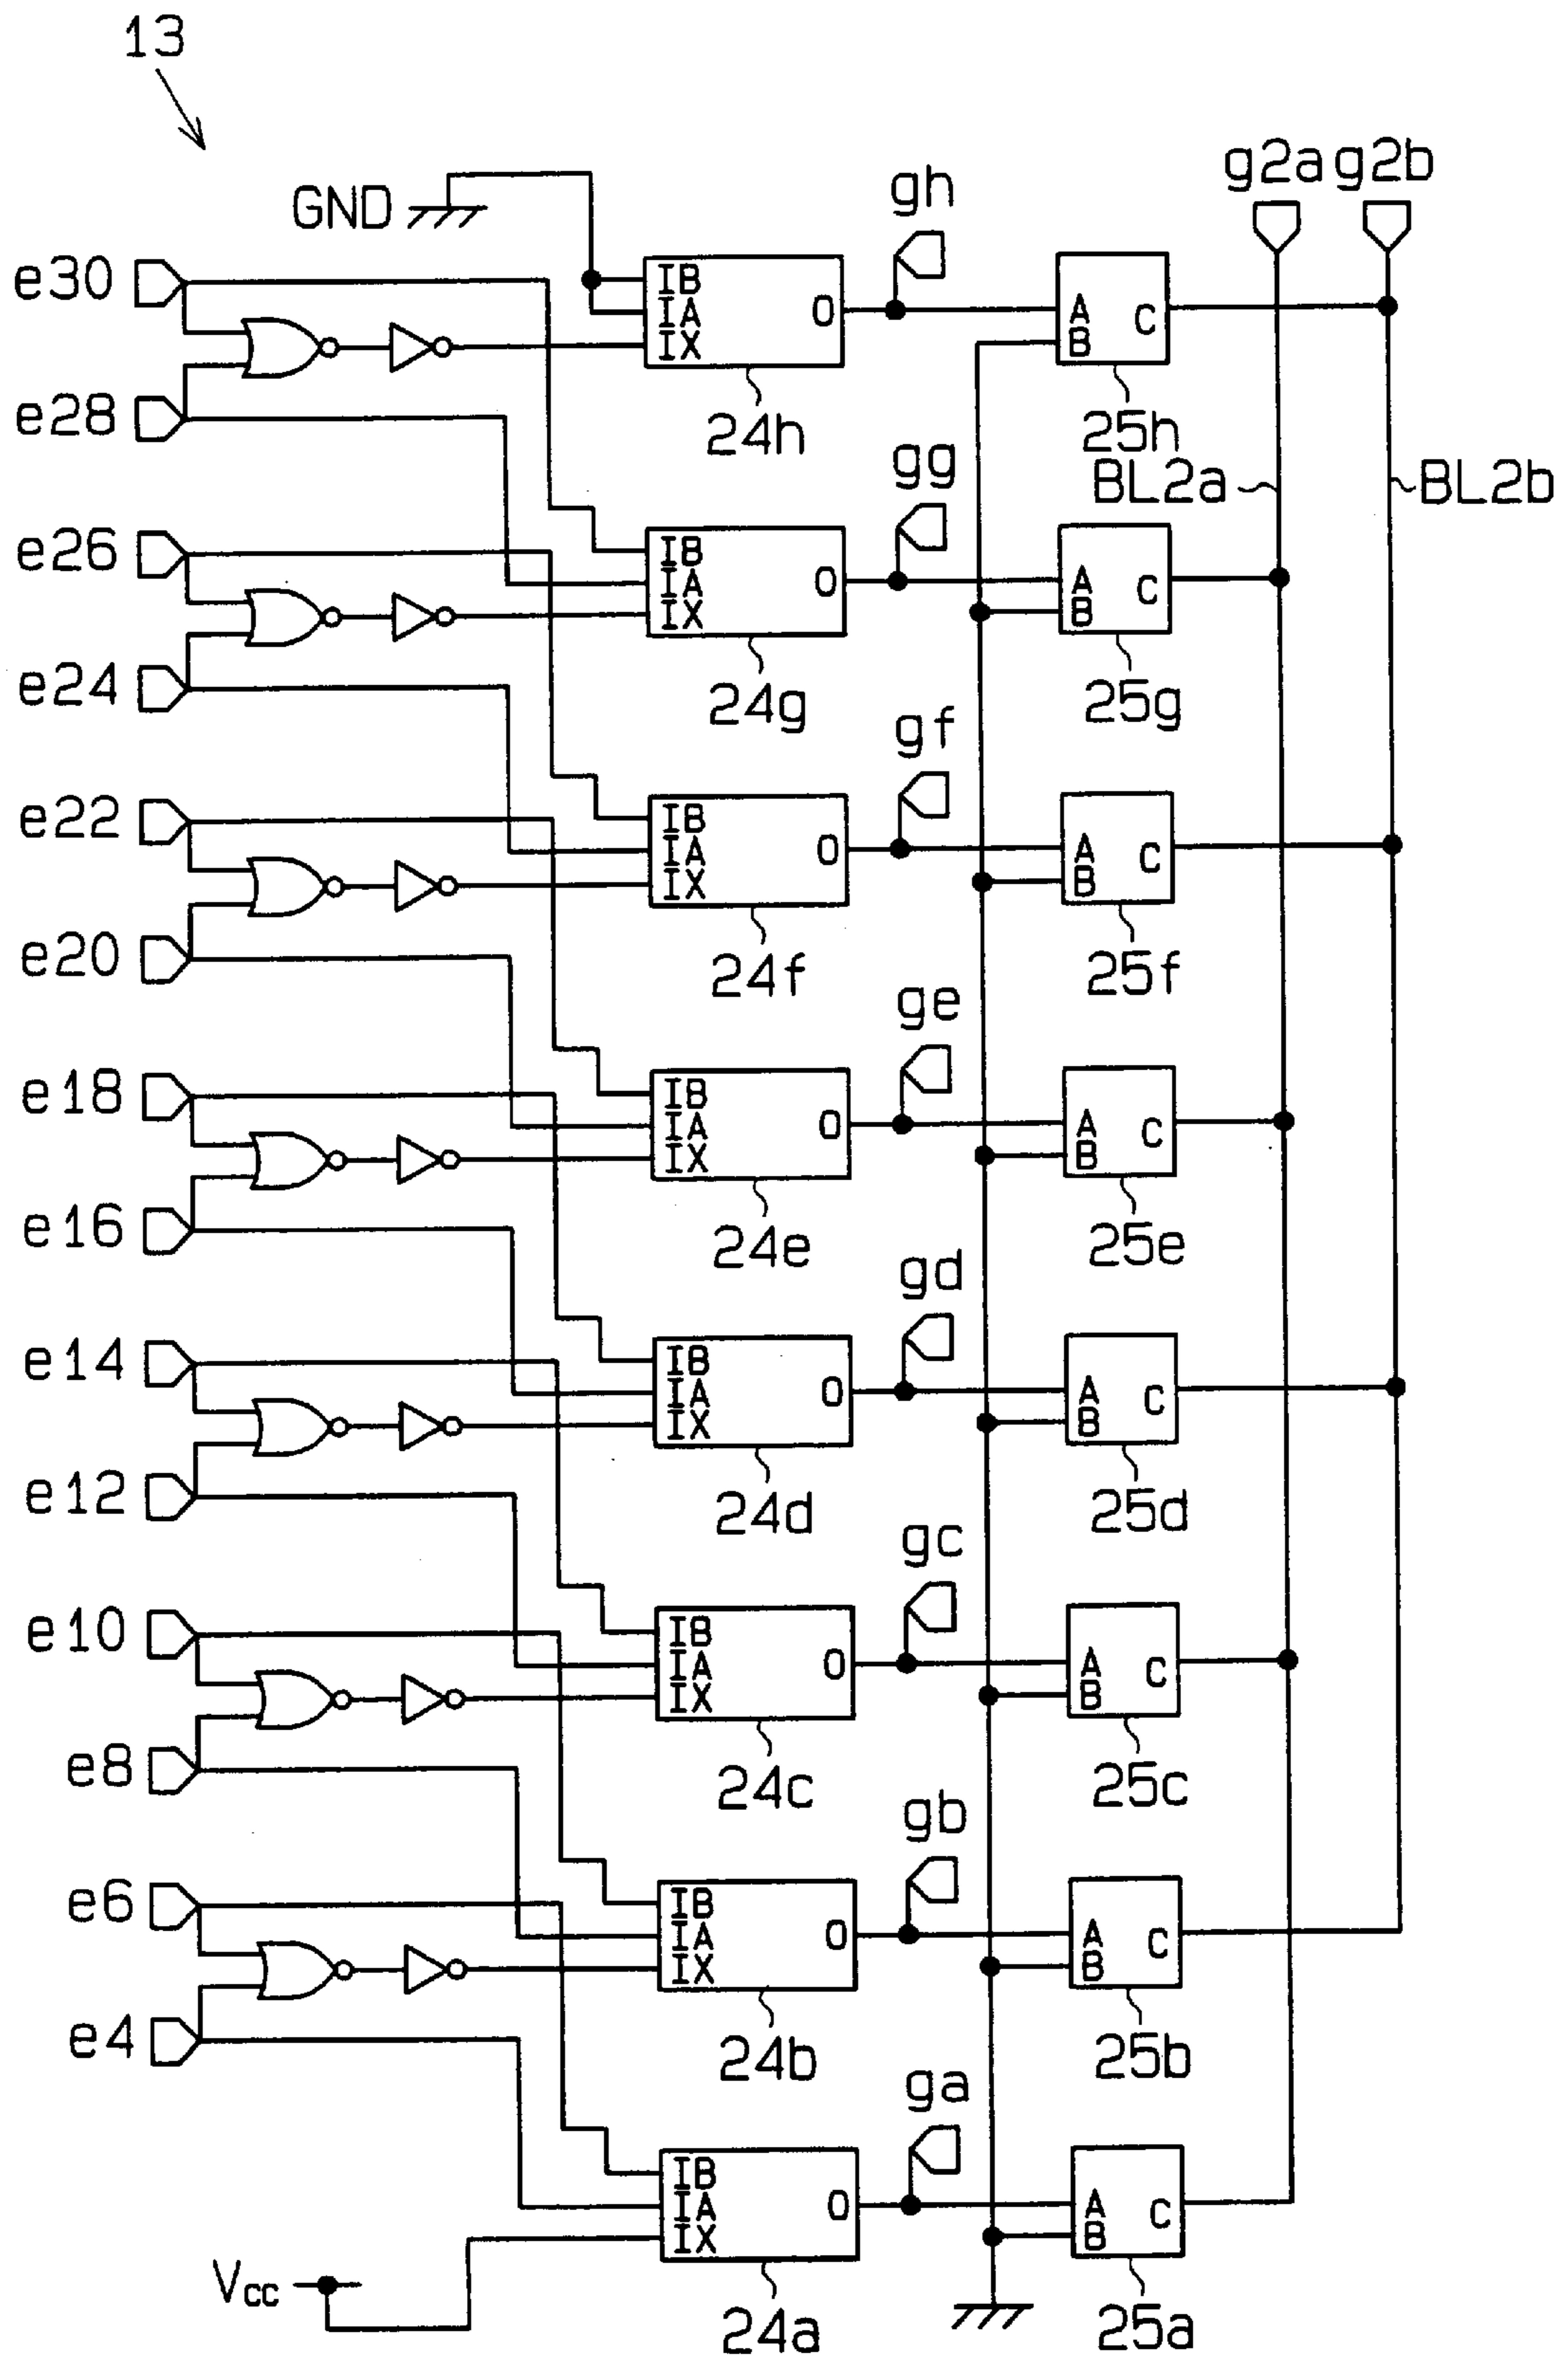 13
g2a g2b
GND
gh
e30
IB
IA
IX
O
A
B
C
e28
24h
25h
gg
BL2a
BL2b
e26
IB
IA
IX
O
A
B
C
e24
24g
25g
gf
e22
IB
IA
IX
O
A
B
C
e20
24f
25f
ge
e18
IB
IA
IX
O
A
B
C
e16
24e
25e
gd
e14
IB
IA
IX
O
A
B
C
e12
24d
25d
gc
e10
IB
IA
IX
O
A
B
C
e8
24c
25c
gb
e6
IB
IA
IX
O
A
B
C
e4
24b
25b
ga
IB
IA
IX
O
A
B
C
Vcc
24a
25a